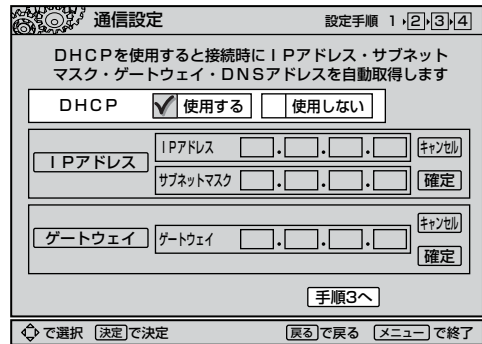 通信設定 設定手順 1 2 3 4
DHCPを使用すると接続時にIPアドレス・サブネット
マスク・ゲートウェイ・DNSアドレスを自動取得します
DHCP 使用する 使用しない
IPアドレス IPアドレス . . . キャンセル
サブネットマスク . . . 確定
ゲートウェイ ゲートウェイ . . . キャンセル
確定
手順3へ
で選択 決定 で決定 戻る で戻る メニュー で終了